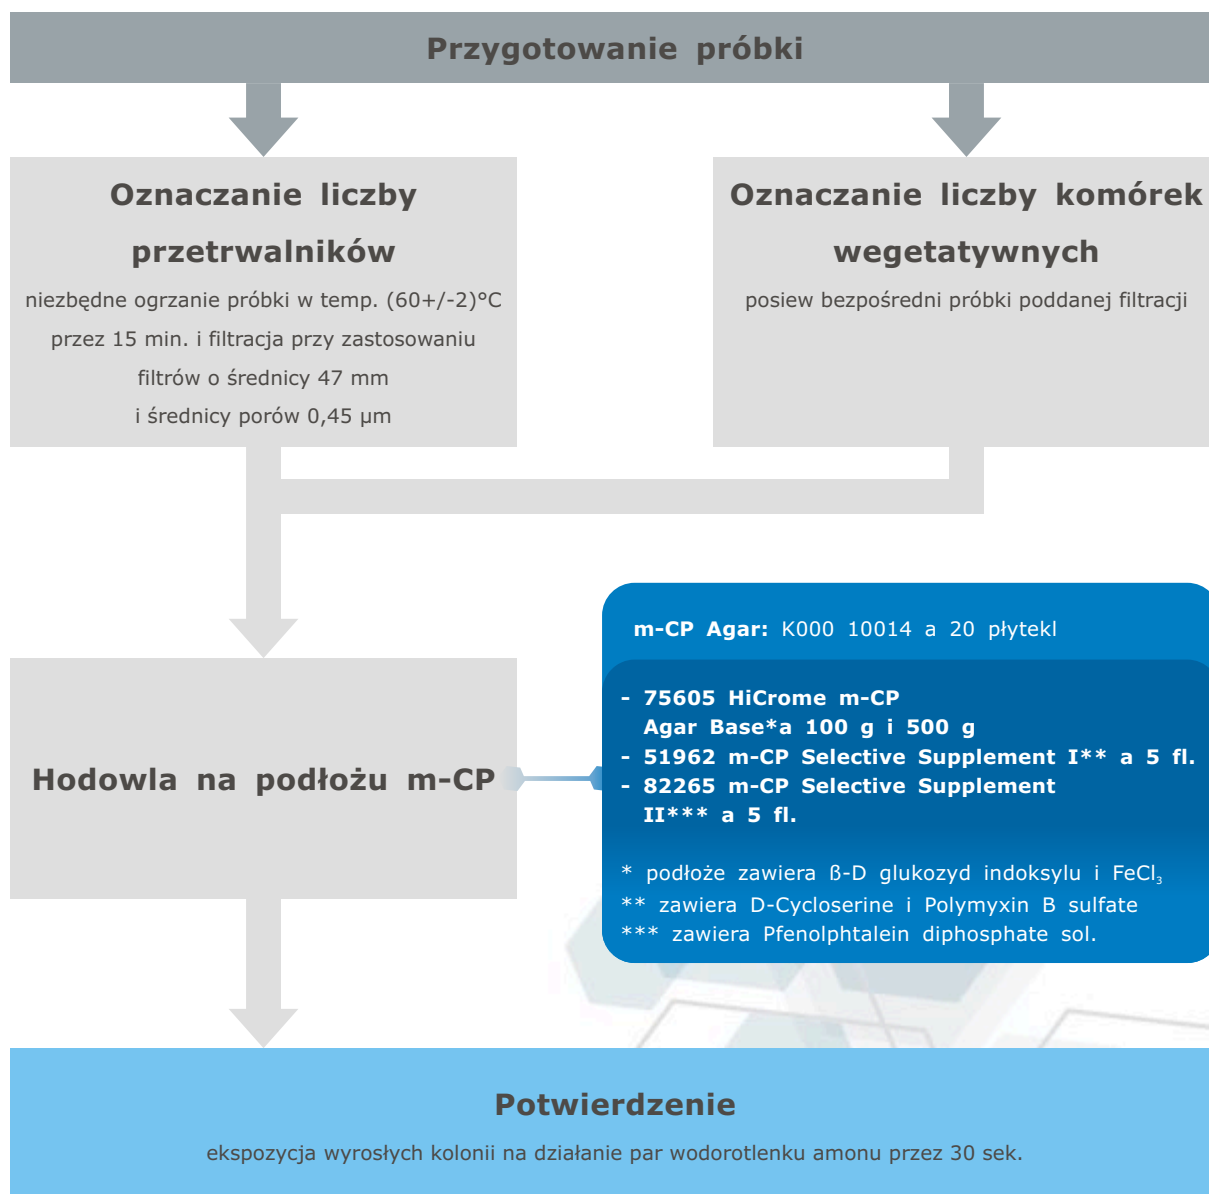 Przygotowanie próbki
Oznaczanie liczby
przetrwalników
niezbędne ogrzanie próbki w temp. (60+/-2)°C
przez 15 min. i filtracja przy zastosowaniu
filtrów o średnicy 47 mm
i średnicy porów 0,45 µm
Oznaczanie liczby komórek
wegetatywnych
posiew bezpośredni próbki poddanej filtracji
Hodowla na podłożu m-CP
m-CP Agar: K000 10014 a 20 płytekl
- 75605 HiCrome m-CP
Agar Base*a 100 g i 500 g
- 51962 m-CP Selective Supplement I** a 5 fl.
- 82265 m-CP Selective Supplement
II*** a 5 fl.
* podłoże zawiera ß-D glukozyd indoksylu i FeCl₃
** zawiera D-Cycloserine i Polymyxin B sulfate
*** zawiera Pfenolphtalein diphosphate sol.
Potwierdzenie
ekspozycja wyrosłych kolonii na działanie par wodorotlenku amonu przez 30 sek.